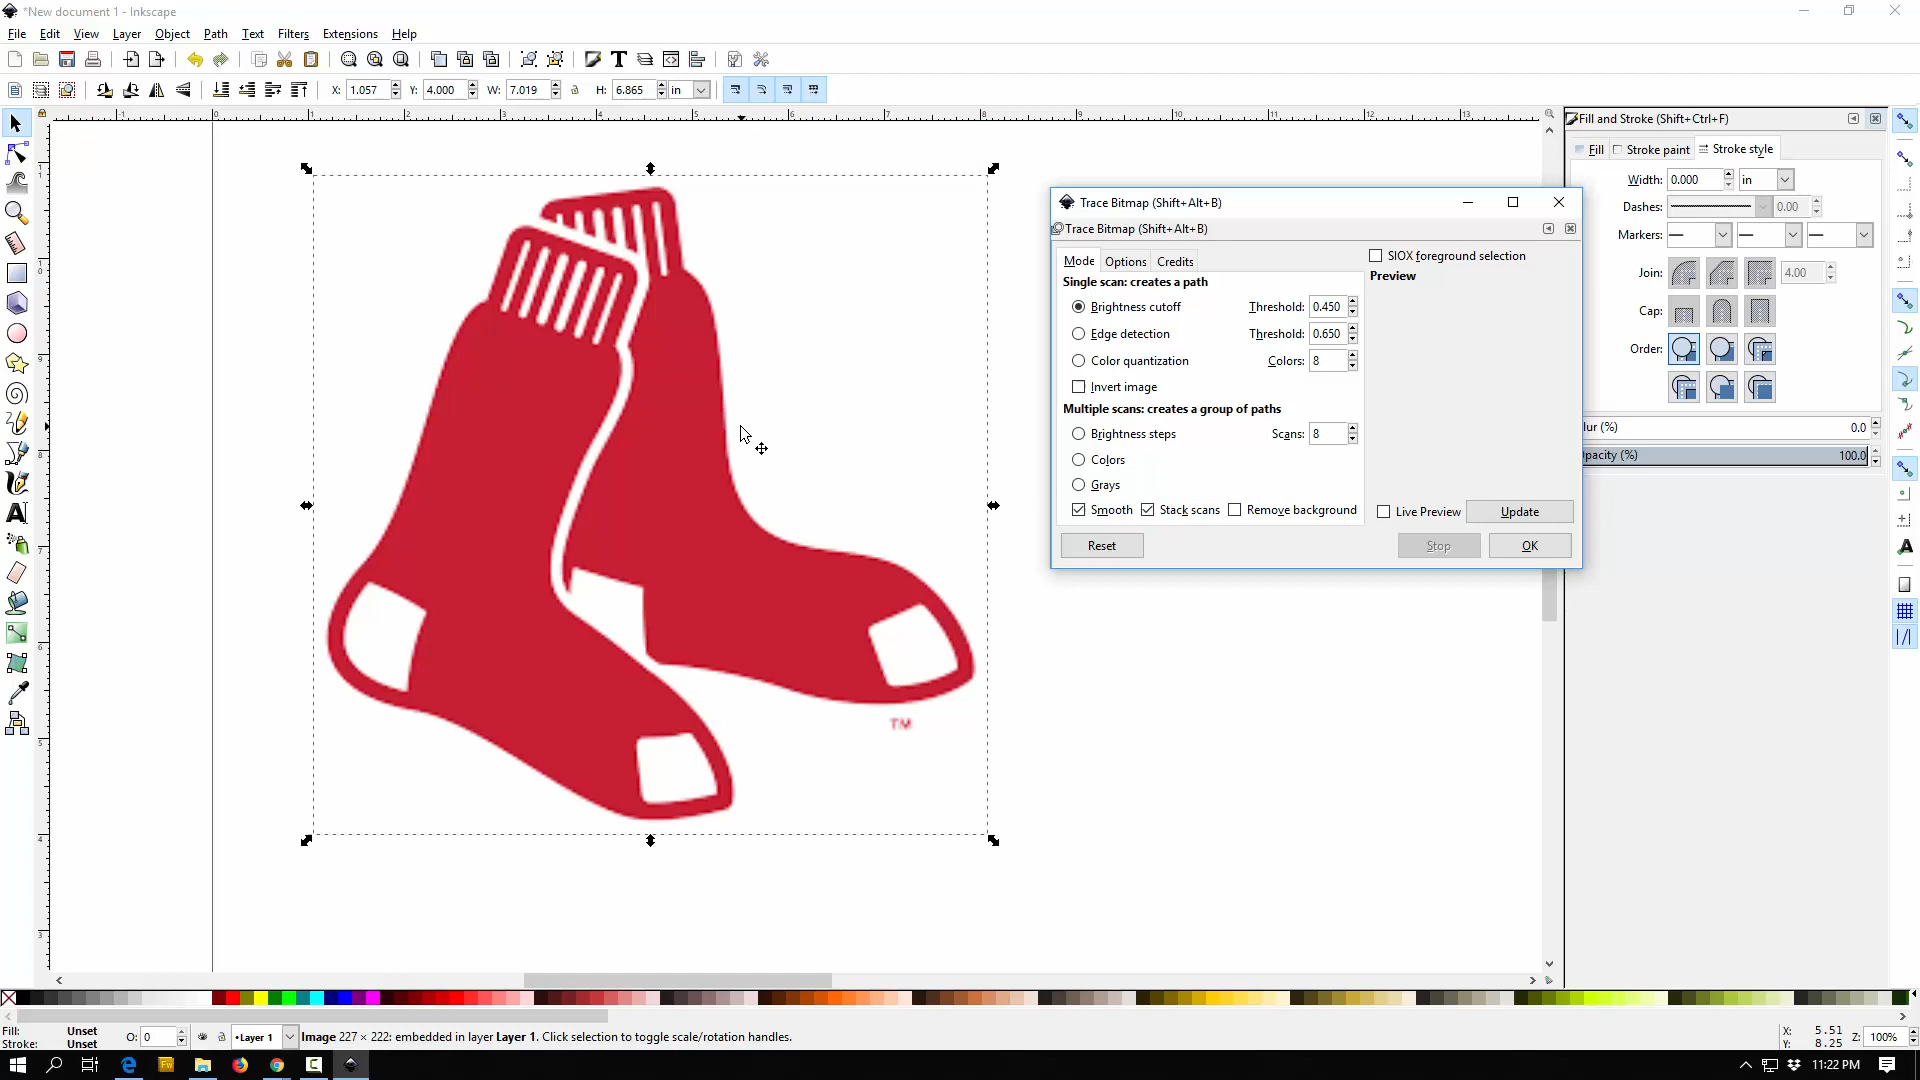 *New document 1 - Inkscape
File Edit View Layer Object Path Text Filters Extensions Help
X: 1.057 Y: 4.000 W: 7.019 H: 6.865 in
Fill and Stroke (Shift+Ctrl+F)
Fill Stroke paint Stroke style
Width: 0.000 in
Dashes: 0.00
Markers:
Join: 4.00
Cap:
Order:
lur (%) 0.0
pacity (%) 100.0
Trace Bitmap (Shift+Alt+B)
Trace Bitmap (Shift+Alt+B)
Mode Options Credits
SIOX foreground selection
Single scan: creates a path
Preview
Brightness cutoff Threshold: 0.450
Edge detection Threshold: 0.650
Color quantization Colors: 8
Invert image
Multiple scans: creates a group of paths
Brightness steps Scans: 8
Colors
Grays
Smooth Stack scans Remove background
Live Preview Update
Reset Stop OK
TM
Fill: Unset
Stroke: Unset
O: 0
•Layer 1
Image 227 × 222: embedded in layer Layer 1. Click selection to toggle scale/rotation handles.
X: 5.51
Y: 8.25
Z: 100%
11:22 PM